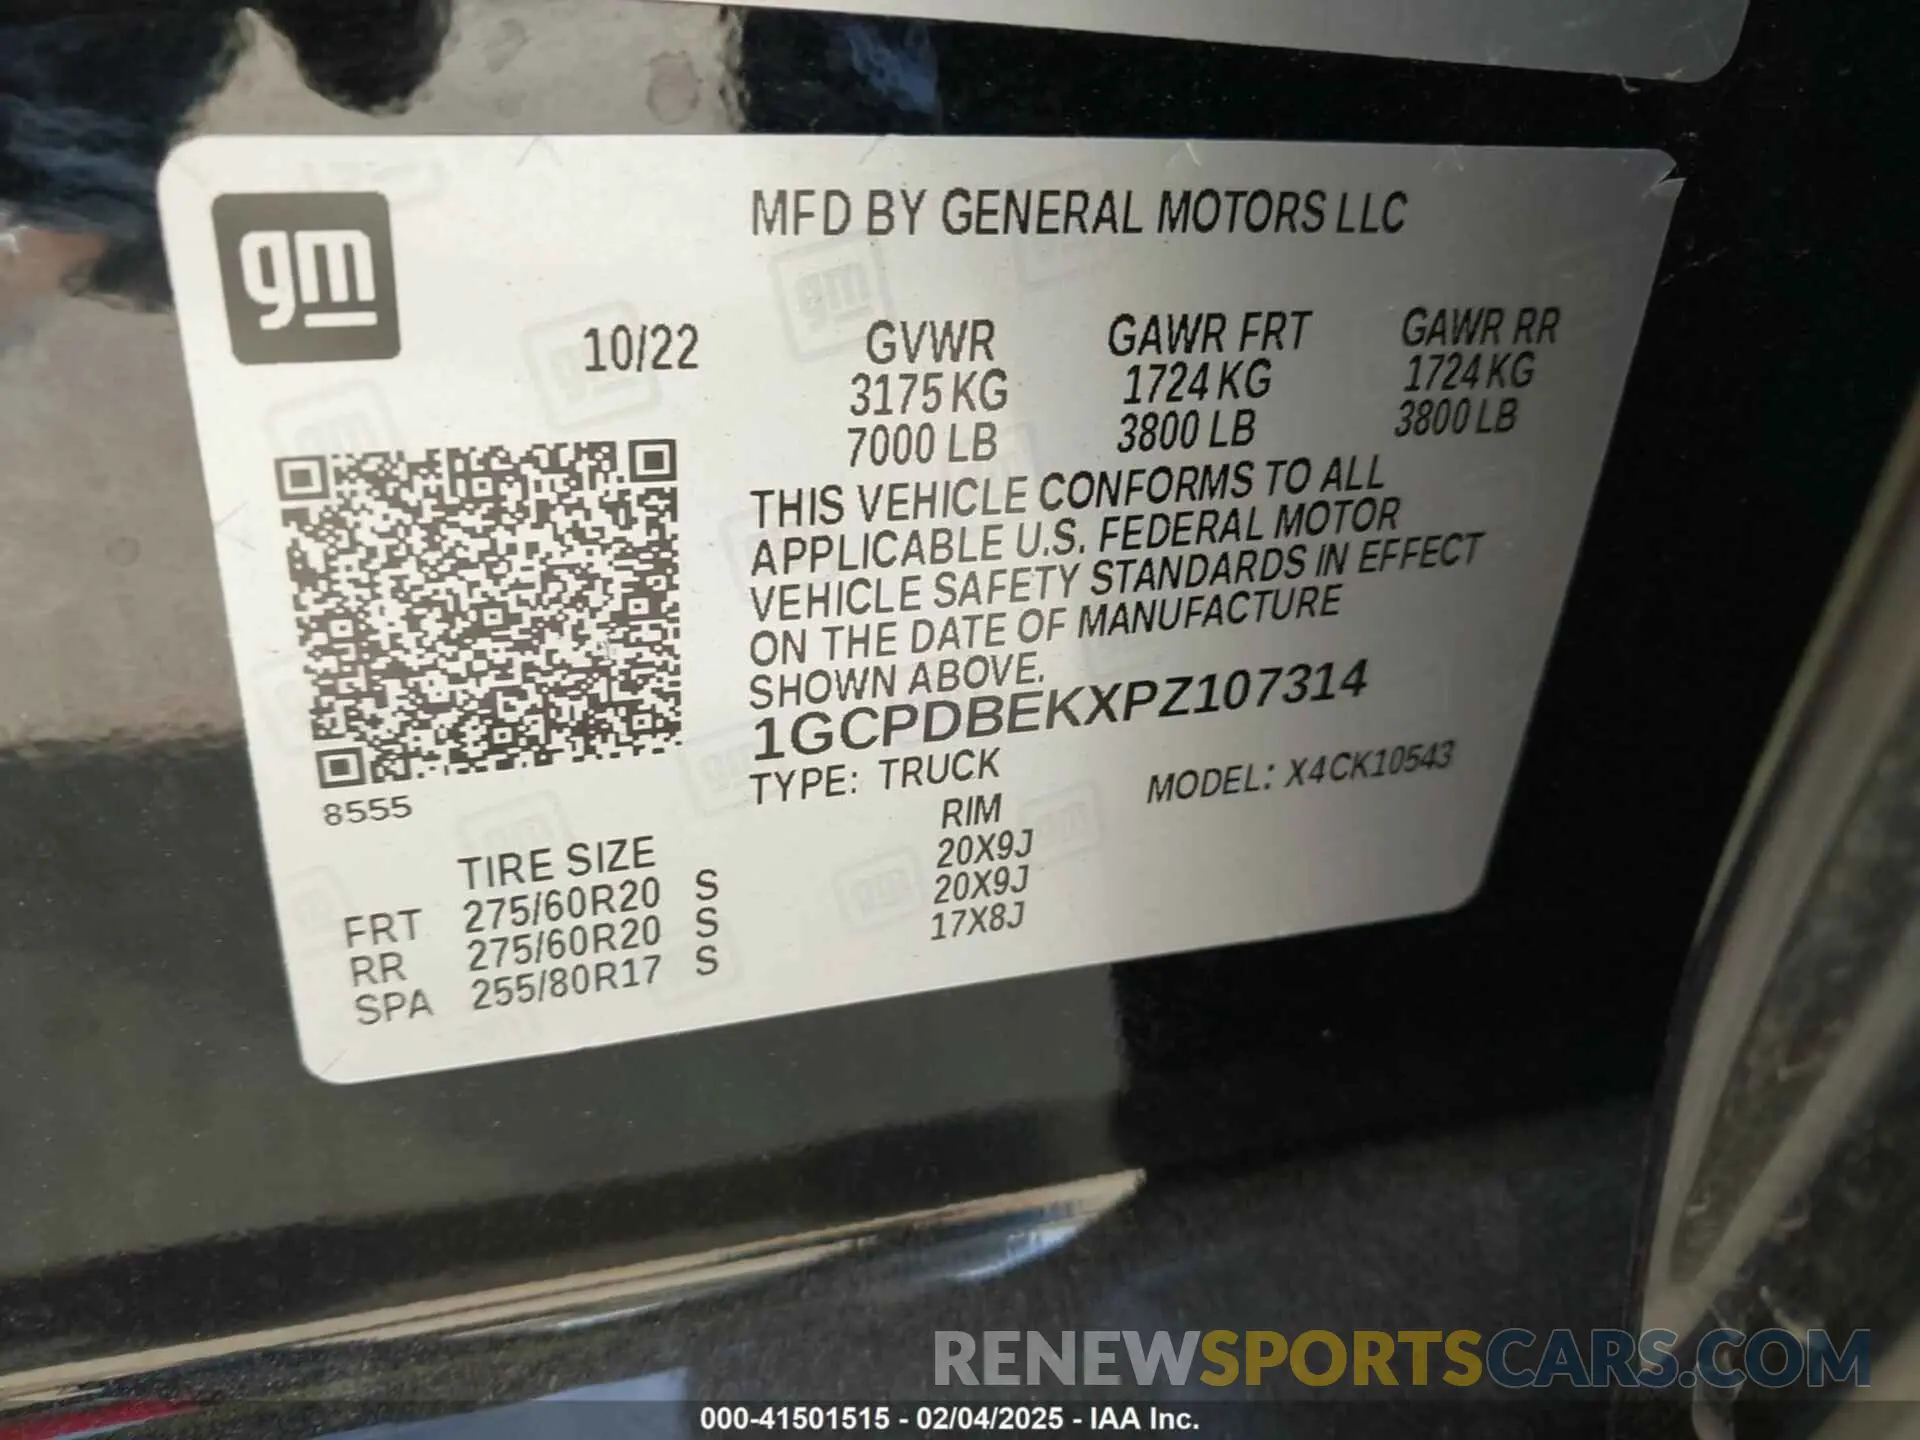 gm
MFD BY GENERAL MOTORS LLC
10/22 GVWR GAWR FRT GAWR RR
3175 KG 1724 KG 1724 KG
7000 LB 3800 LB 3800 LB
THIS VEHICLE CONFORMS TO ALL
APPLICABLE U.S. FEDERAL MOTOR
VEHICLE SAFETY STANDARDS IN EFFECT
ON THE DATE OF MANUFACTURE
SHOWN ABOVE.
1GCPDBEKXPZ107314
TYPE: TRUCK MODEL: X4CK10543
8555
TIRE SIZE RIM
FRT 275/60R20 S 20X9J
RR 275/60R20 S 20X9J
SPA 255/80R17 S 17X8J
RENEWSPORTSCARS.COM
000-41501515 - 02/04/2025 - IAA Inc.